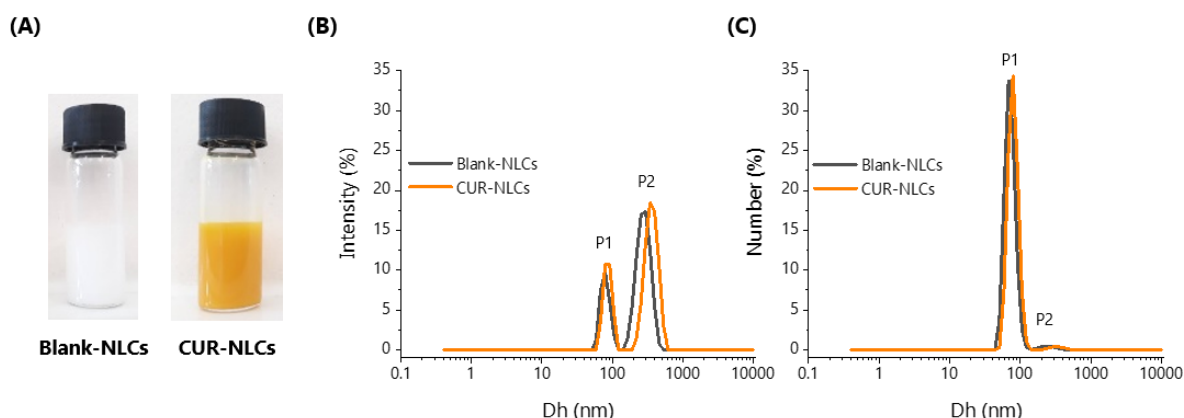 (A)
Blank-NLCs
CUR-NLCs
(B)
35
30
25
20
15
10
5
0
Intensity (%)
Blank-NLCs
CUR-NLCs
P1
P2
0.1
1
10
100
1000
10000
Dh (nm)
(C)
35
30
25
20
15
10
5
0
Number (%)
Blank-NLCs
CUR-NLCs
P1
P2
0.1
1
10
100
1000
10000
Dh (nm)